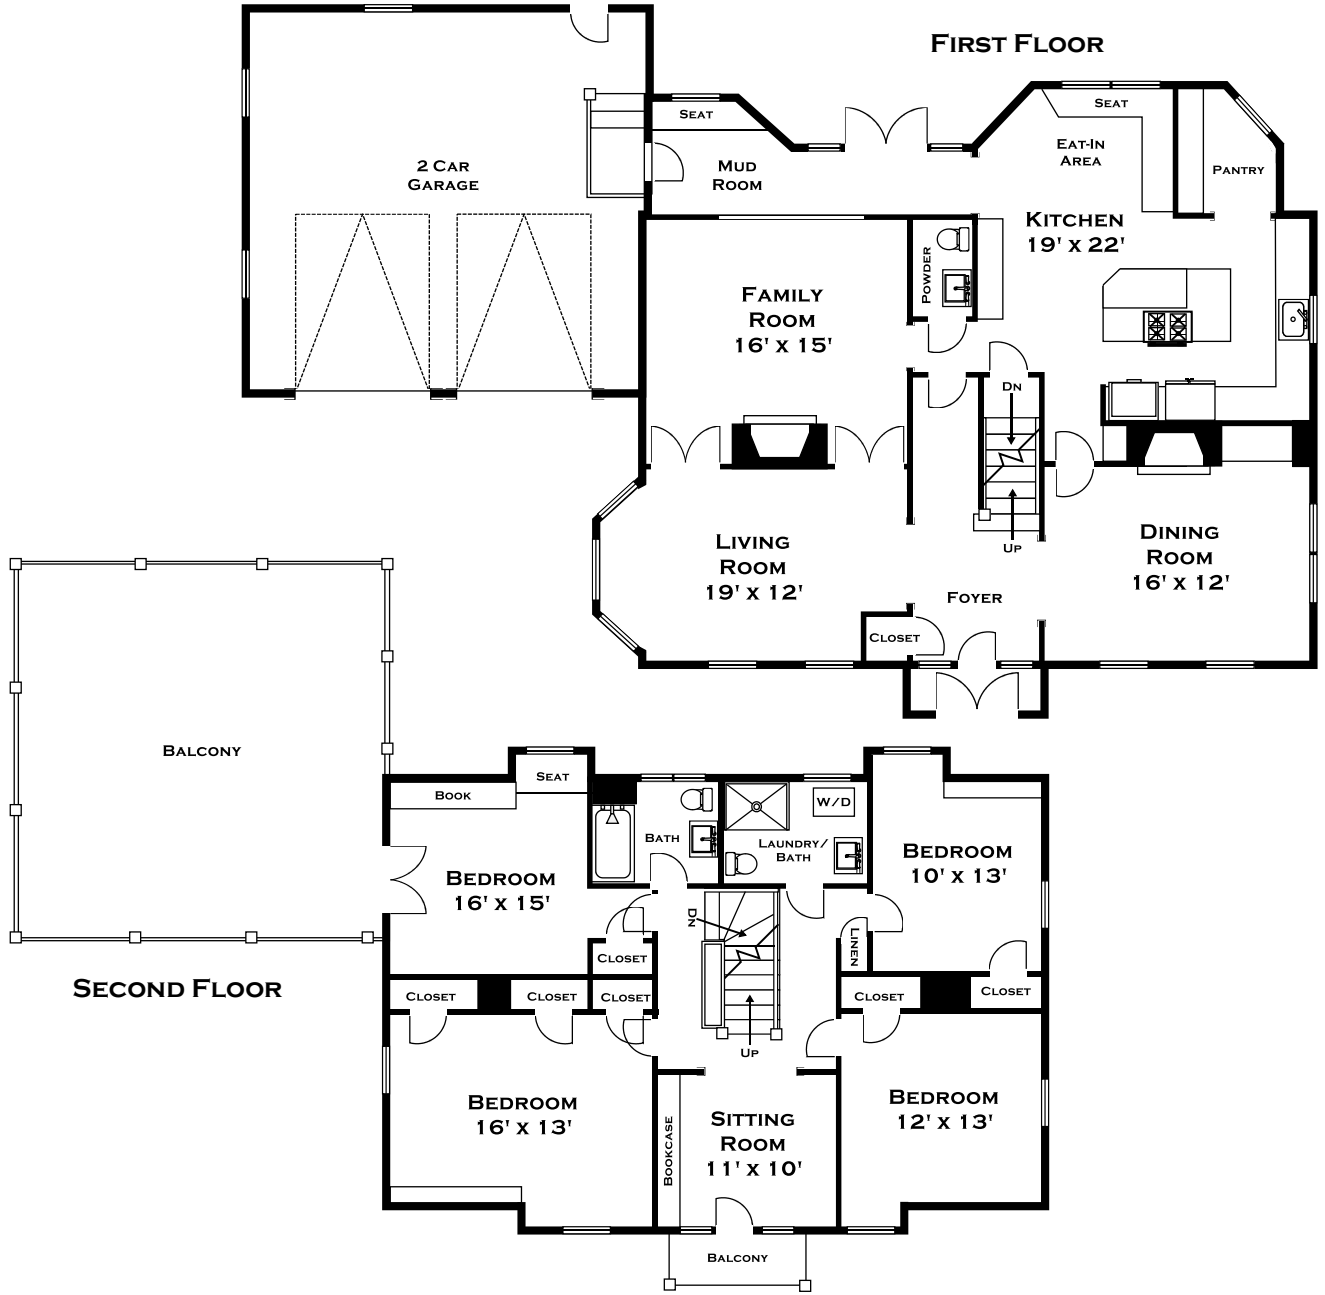 FIRST FLOOR
SEAT
SEAT
2 CAR
GARAGE
MUD
ROOM
EAT-IN
AREA
PANTRY
KITCHEN
19' X 22'
POWDER
FAMILY
ROOM
16' X 15'
DN
UP
LIVING
ROOM
19' X 12'
DINING
ROOM
16' X 12'
FOYER
CLOSET
BALCONY
SECOND FLOOR
SEAT
BOOK
BATH
W/D
LAUNDRY/
BATH
BEDROOM
16' X 15'
BEDROOM
10' X 13'
DN
LINEN
CLOSET
CLOSET
CLOSET
CLOSET
CLOSET
CLOSET
UP
BEDROOM
16' X 13'
BOOKCASE
SITTING
ROOM
11' X 10'
BEDROOM
12' X 13'
BALCONY